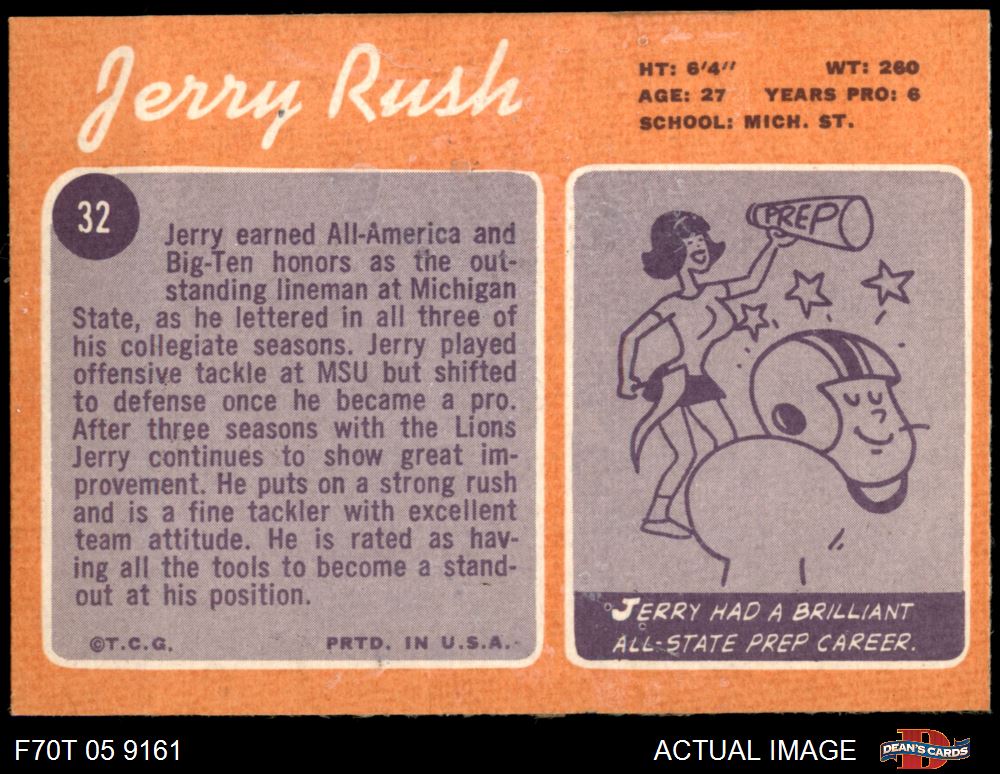 Jerry Rush
HT: 6'4" WT: 260
AGE: 27 YEARS PRO: 6
SCHOOL: MICH. ST.
32
Jerry earned All-America and
Big-Ten honors as the out-
standing lineman at Michigan
State, as he lettered in all three of
his collegiate seasons. Jerry played
offensive tackle at MSU but shifted
to defense once he became a pro.
After three seasons with the Lions
Jerry continues to show great im-
provement. He puts on a strong rush
and is a fine tackler with excellent
team attitude. He is rated as hav-
ing all the tools to become a stand-
out at his position.
©T.C.G. PRTD. IN U.S.A.
PREP
JERRY HAD A BRILLIANT
ALL-STATE PREP CAREER.
F70T 05 9161
ACTUAL IMAGE
D
DEAN'S CARDS